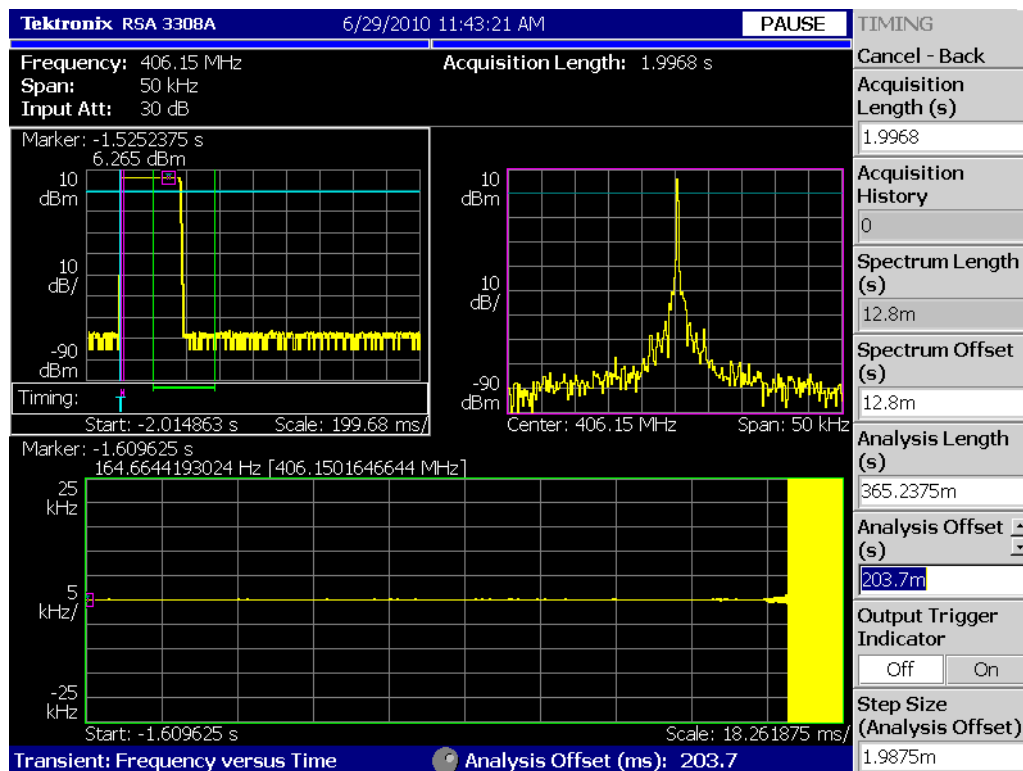 Tektronix RSA 3308A 6/29/2010 11:43:21 AM PAUSE
Frequency: 406.15 MHz Acquisition Length: 1.9968 s
Span: 50 kHz
Input Att: 30 dB
Marker: -1.5252375 s
6.265 dBm
10
dBm
10
dB/
-90
dBm
Timing:
T
Start: -2.014863 s Scale: 199.68 ms/
10
dBm
10
dB/
-90
dBm
Center: 406.15 MHz Span: 50 kHz
Marker: -1.609625 s
164.6644193024 Hz [406.1501646644 MHz]
25
kHz
5
kHz/
-25
kHz
Start: -1.609625 s Scale: 18.261875 ms/
Transient: Frequency versus Time Analysis Offset (ms): 203.7
TIMING
Cancel - Back
Acquisition
Length (s)
1.9968
Acquisition
History
0
Spectrum Length
(s)
12.8m
Spectrum Offset
(s)
12.8m
Analysis Length
(s)
365.2375m
Analysis Offset
(s)
203.7m
Output Trigger
Indicator
Off On
Step Size
(Analysis Offset)
1.9875m